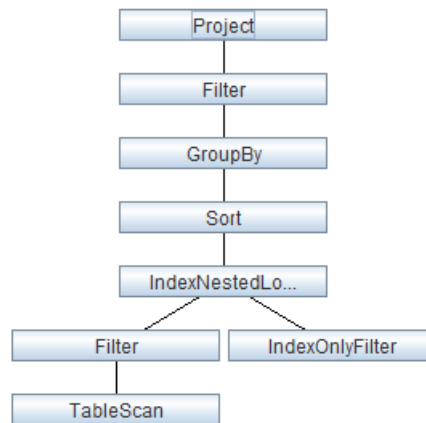 Project
Filter
GroupBy
Sort
IndexNestedLo...
Filter
IndexOnlyFilter
TableScan